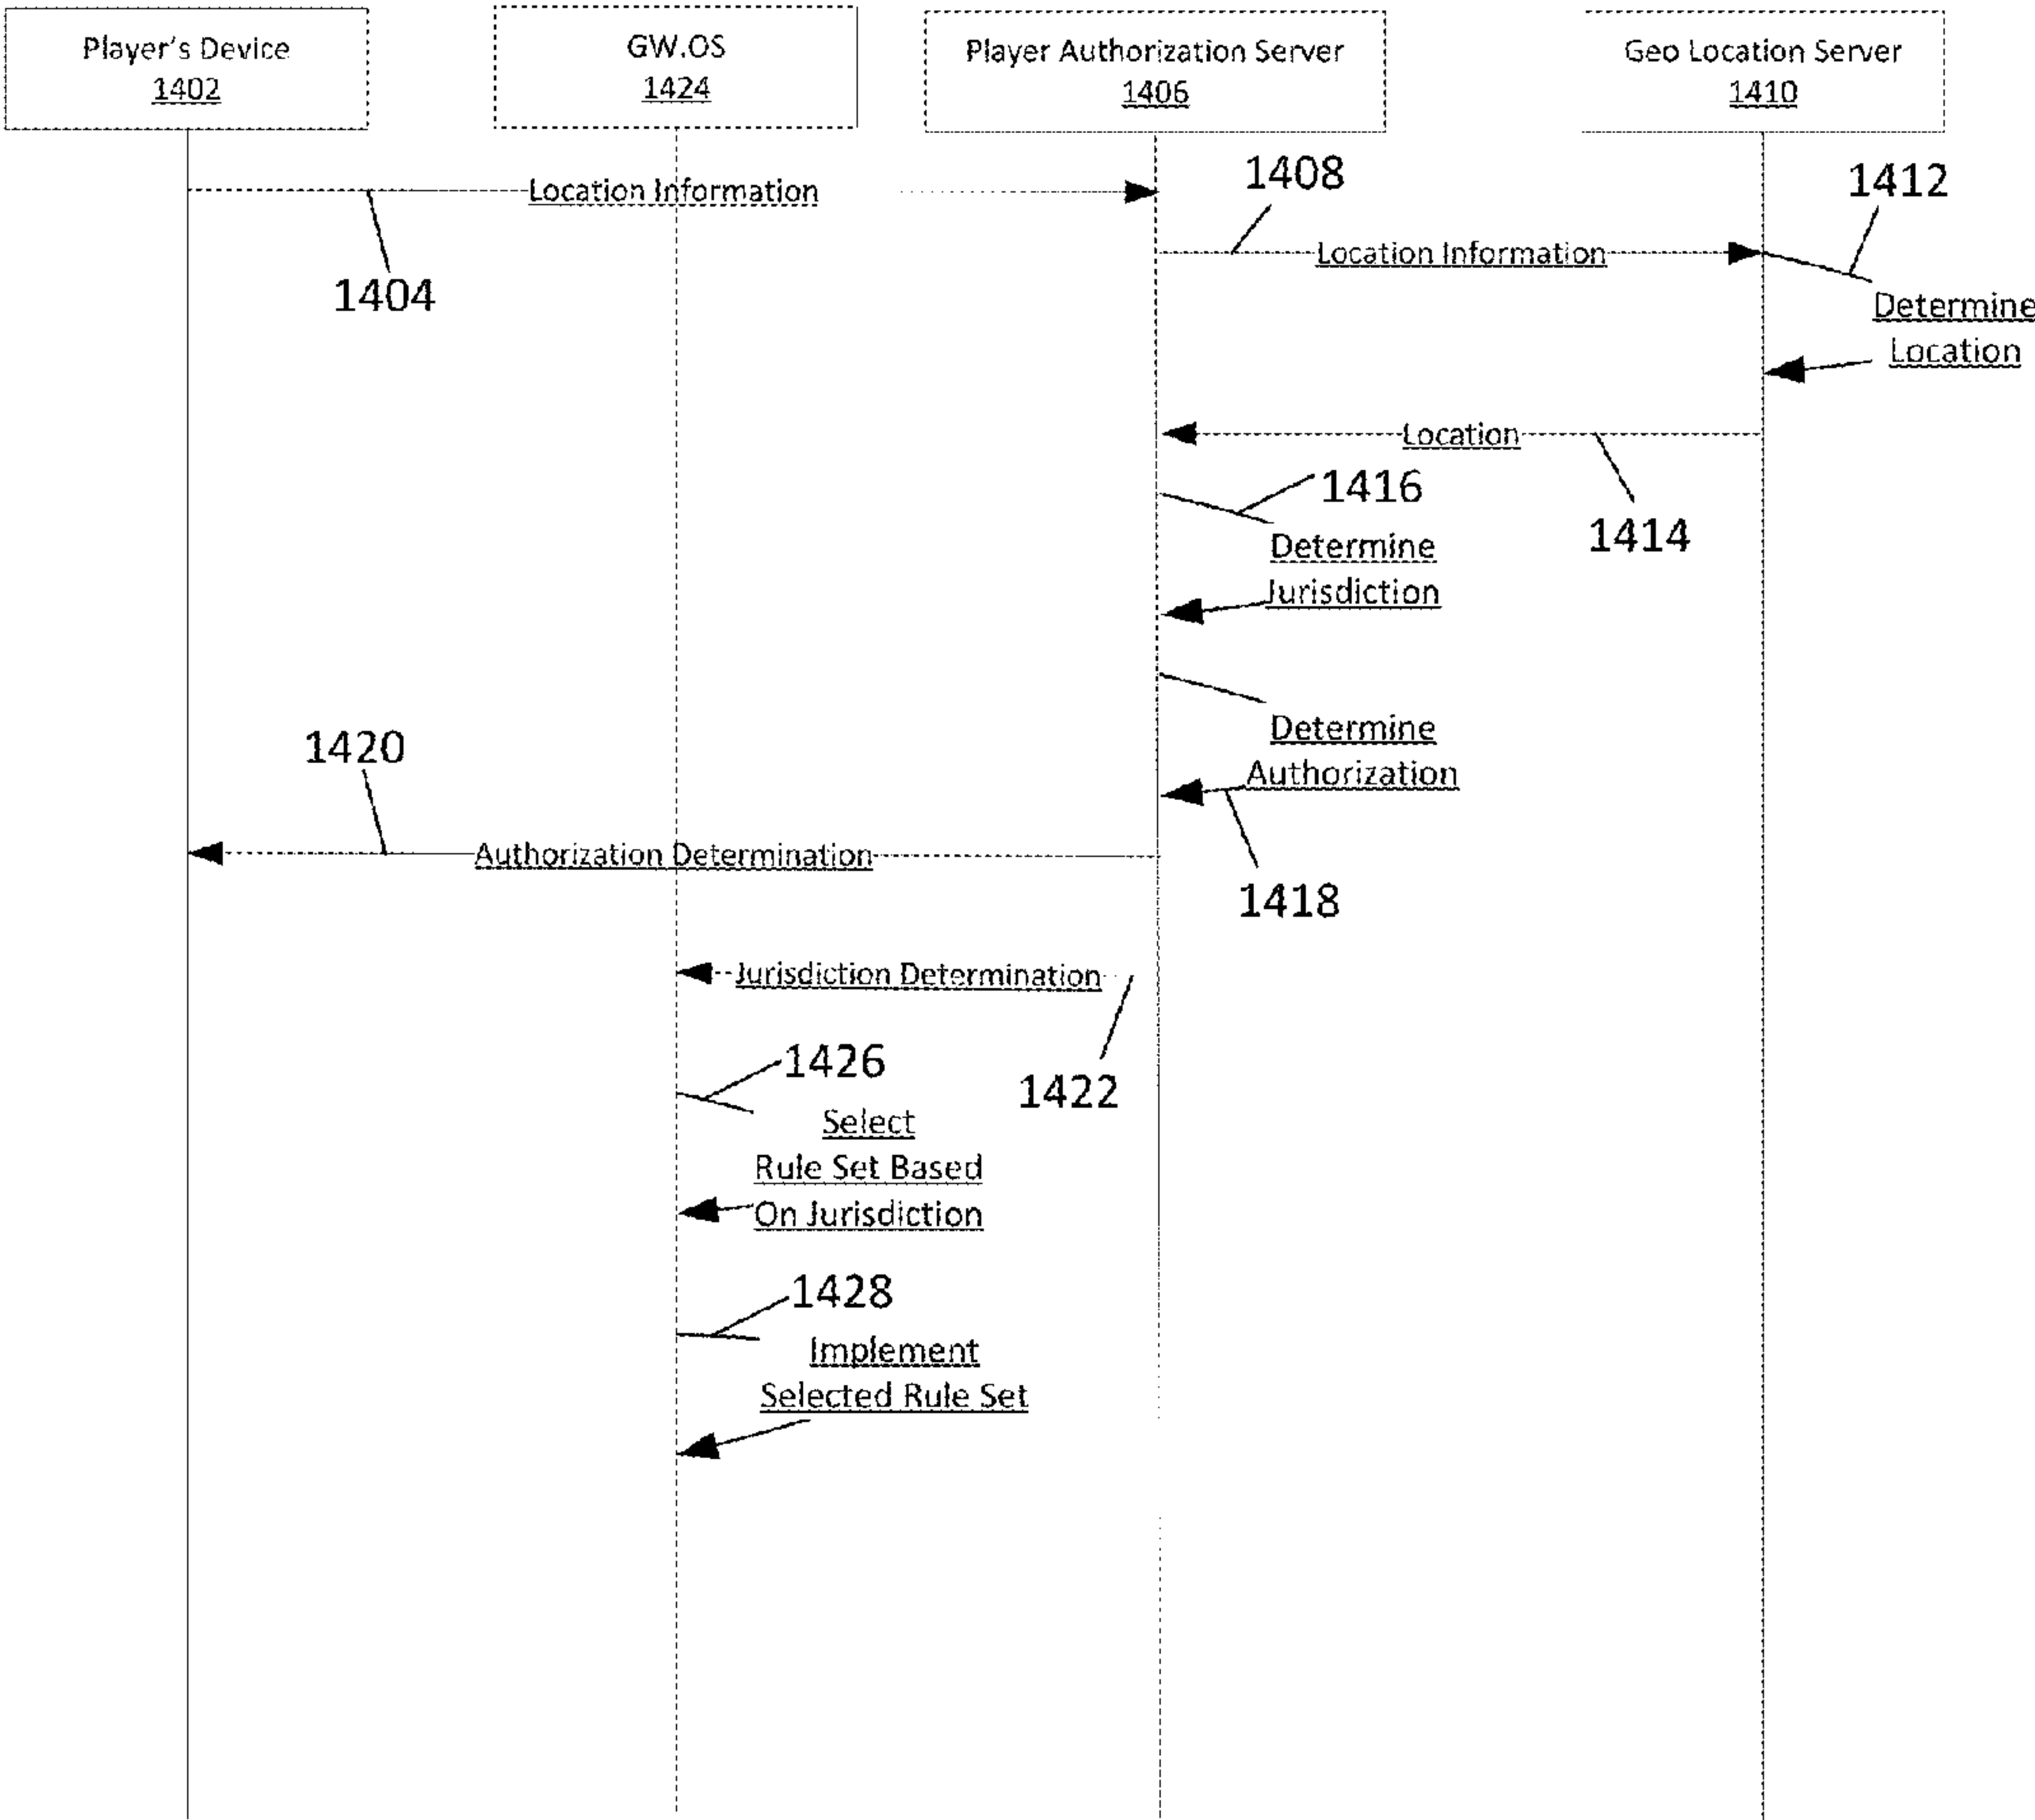 Player's Device
1402
GW.OS
1424
Player Authorization Server
1406
Geo Location Server
1410
Location Information
1404
1408
Location Information
1412
Determine
Location
Location
1414
1416
Determine
Jurisdiction
Determine
Authorization
1418
1420
Authorization Determination
Jurisdiction Determination
1422
1426
Select
Rule Set Based
On Jurisdiction
1428
Implement
Selected Rule Set